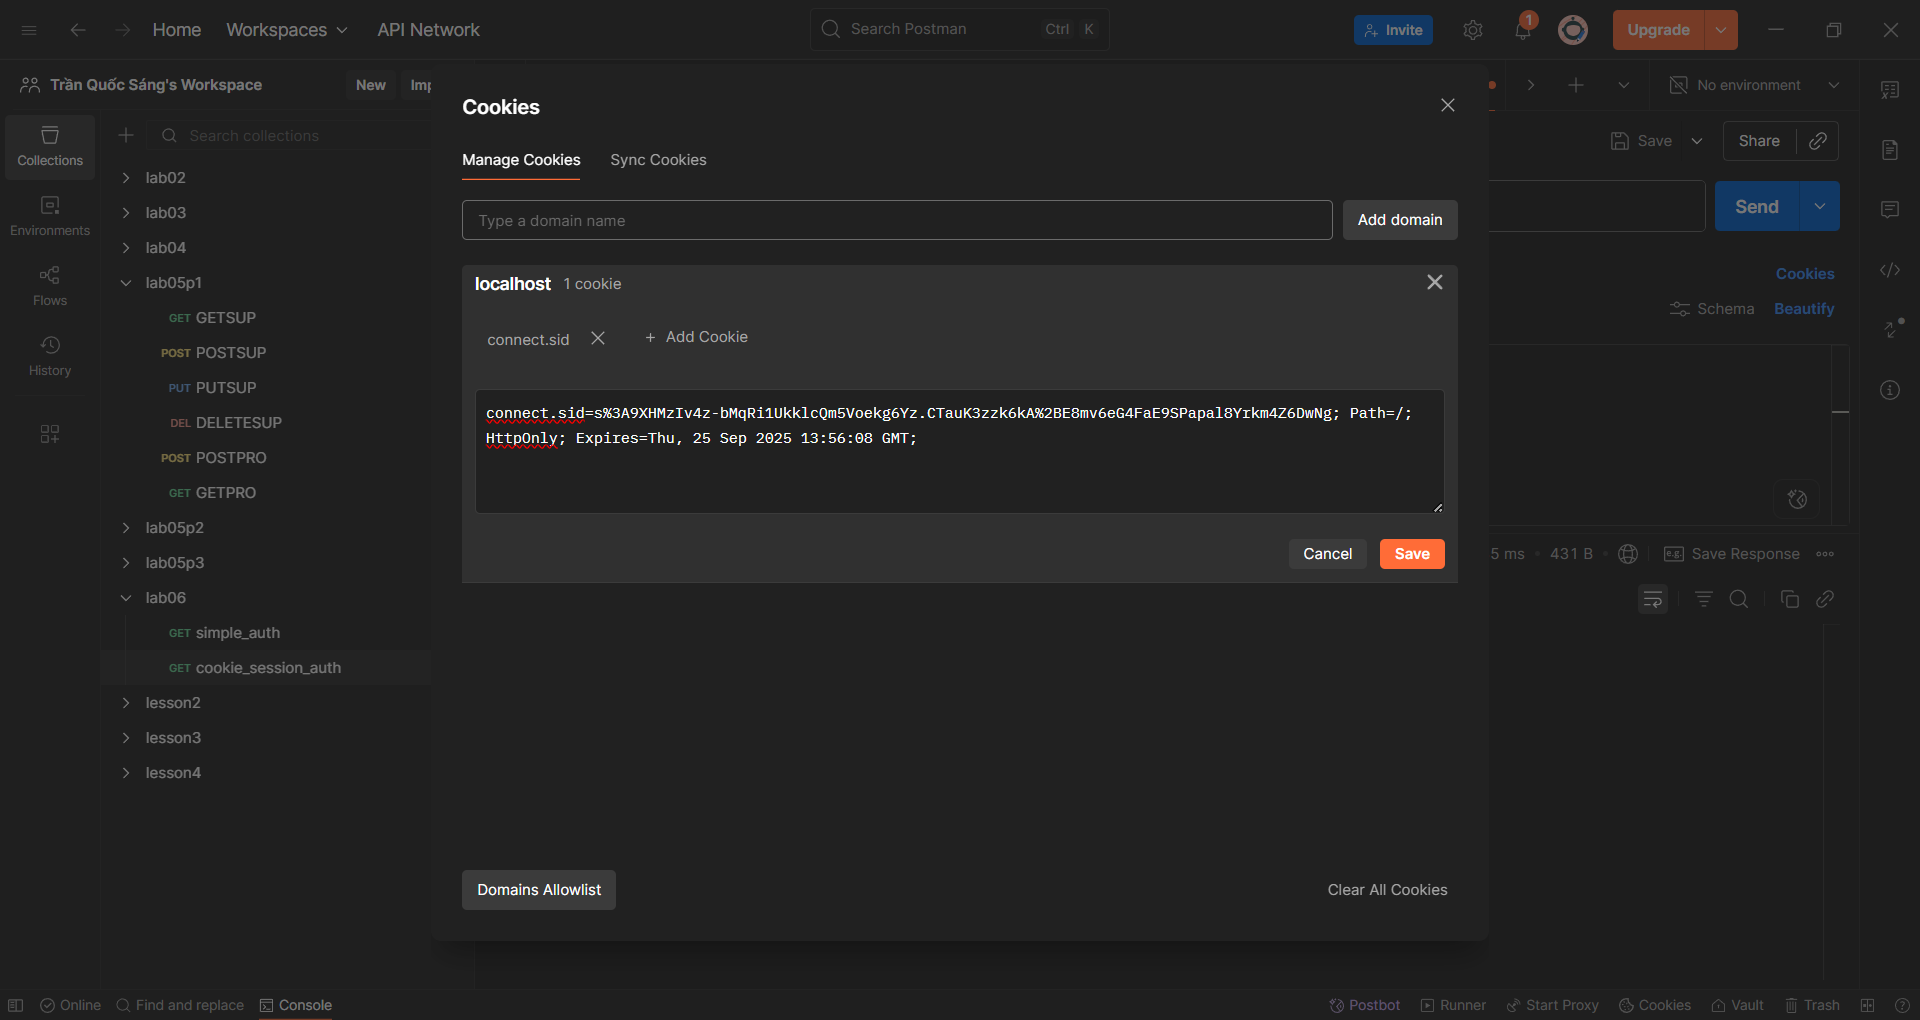 Home Workspaces API Network Search Postman Ctrl K Invite 1 Upgrade
Trần Quốc Sáng's Workspace New Imp
No environment
Collections
Environments
Flows
History
Search collections
lab02
lab03
lab04
lab05p1
GET GETSUP
POST POSTSUP
PUT PUTSUP
DEL DELETESUP
POST POSTPRO
GET GETPRO
lab05p2
lab05p3
lab06
GET simple_auth
GET cookie_session_auth
lesson2
lesson3
lesson4
Cookies
Manage Cookies Sync Cookies
Type a domain name Add domain
localhost 1 cookie
connect.sid + Add Cookie
connect.sid=s%3A9XHMzIv4z-bMqRi1UkklcQm5Voekg6Yz.CTauK3zzk6kA%2BE8mv6eG4FaE9SPapal8Yrkm4Z6DwNg; Path=/;
HttpOnly; Expires=Thu, 25 Sep 2025 13:56:08 GMT;
Cancel Save
Domains Allowlist Clear All Cookies
Save Share
Send
Cookies
Schema Beautify
5 ms 431 B e.g. Save Response
Online Find and replace Console Postbot Runner Start Proxy Cookies Vault Trash